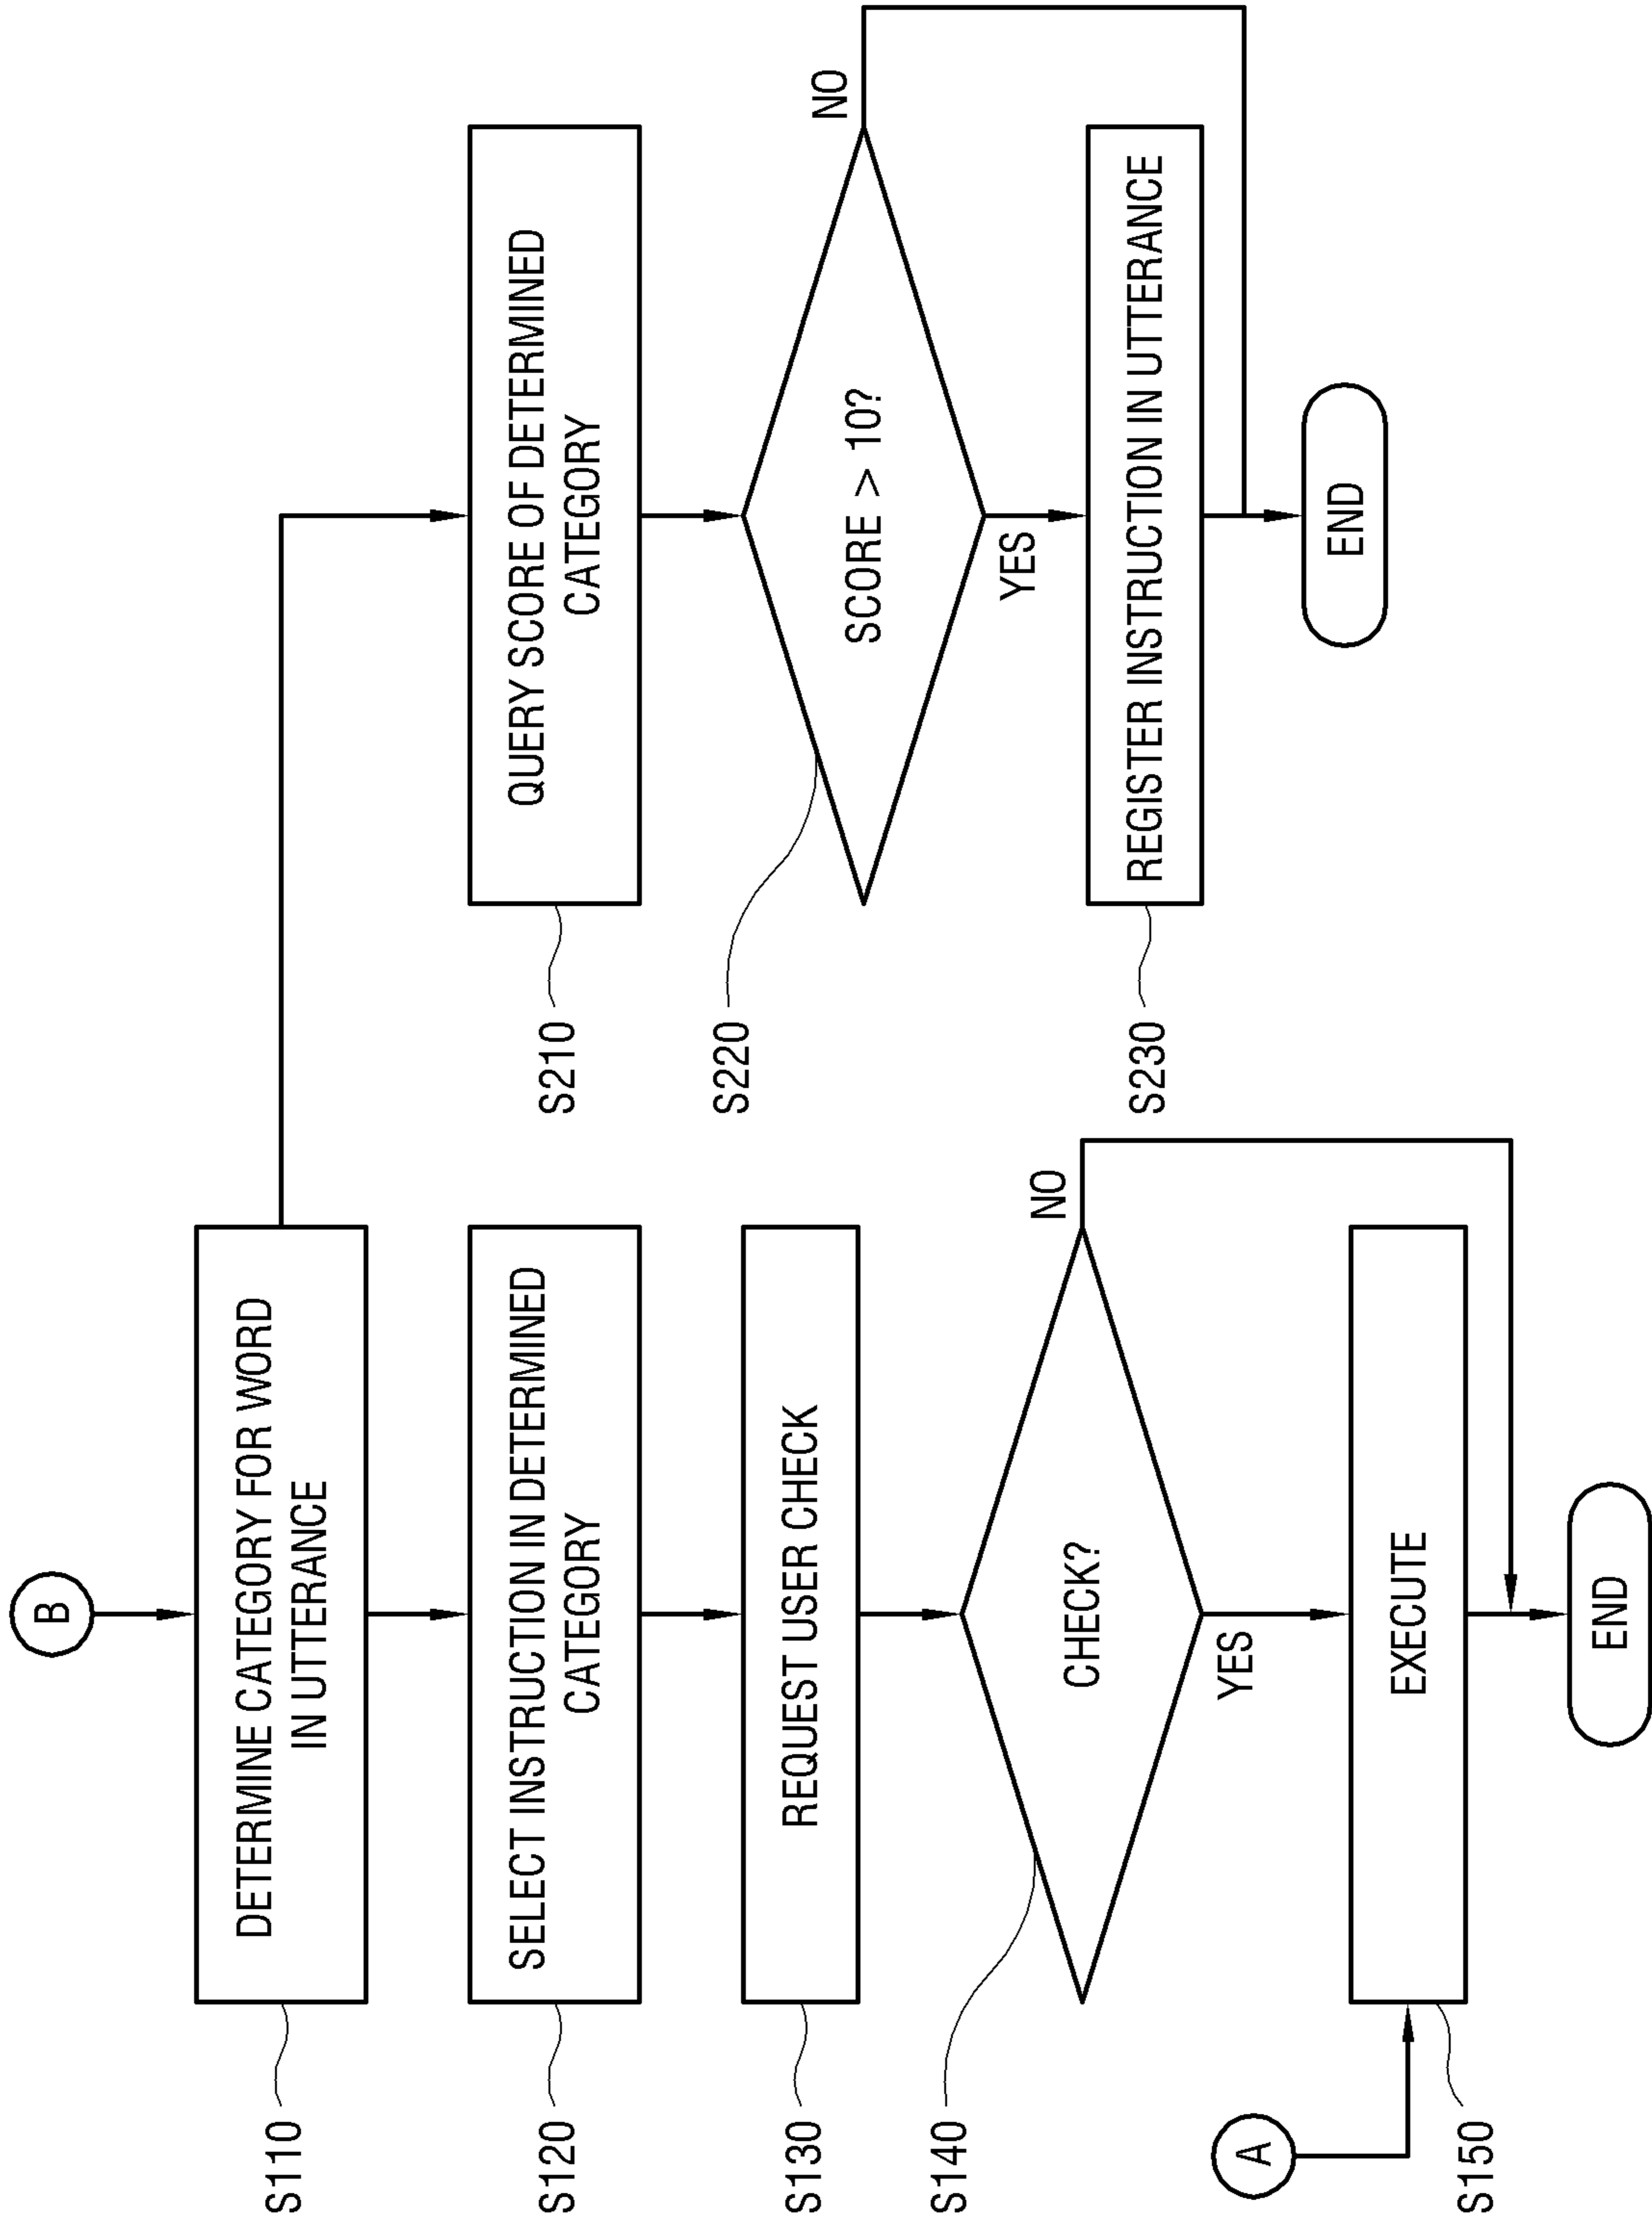 B
S110
DETERMINE CATEGORY FOR WORD
IN UTTERANCE
S120
SELECT INSTRUCTION IN DETERMINED
CATEGORY
S130
REQUEST USER CHECK
S140
CHECK?
NO
YES
A
S150
EXECUTE
END
S210
QUERY SCORE OF DETERMINED
CATEGORY
S220
SCORE > 10?
NO
YES
S230
REGISTER INSTRUCTION IN UTTERANCE
END